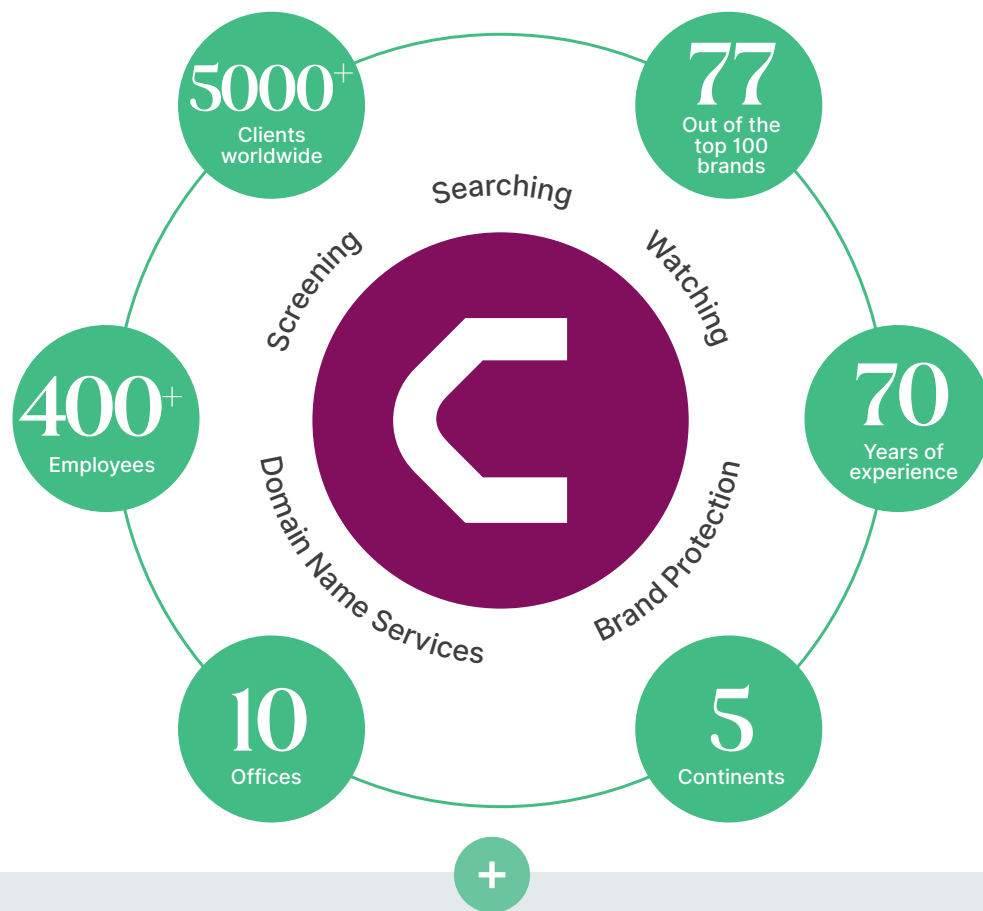 5000+
Clients
worldwide
77
Out of the
top 100
brands
Searching
Screening
Watching
400+
Employees
70
Years of
experience
Domain Name Services
Brand Protection
10
Offices
5
Continents
+